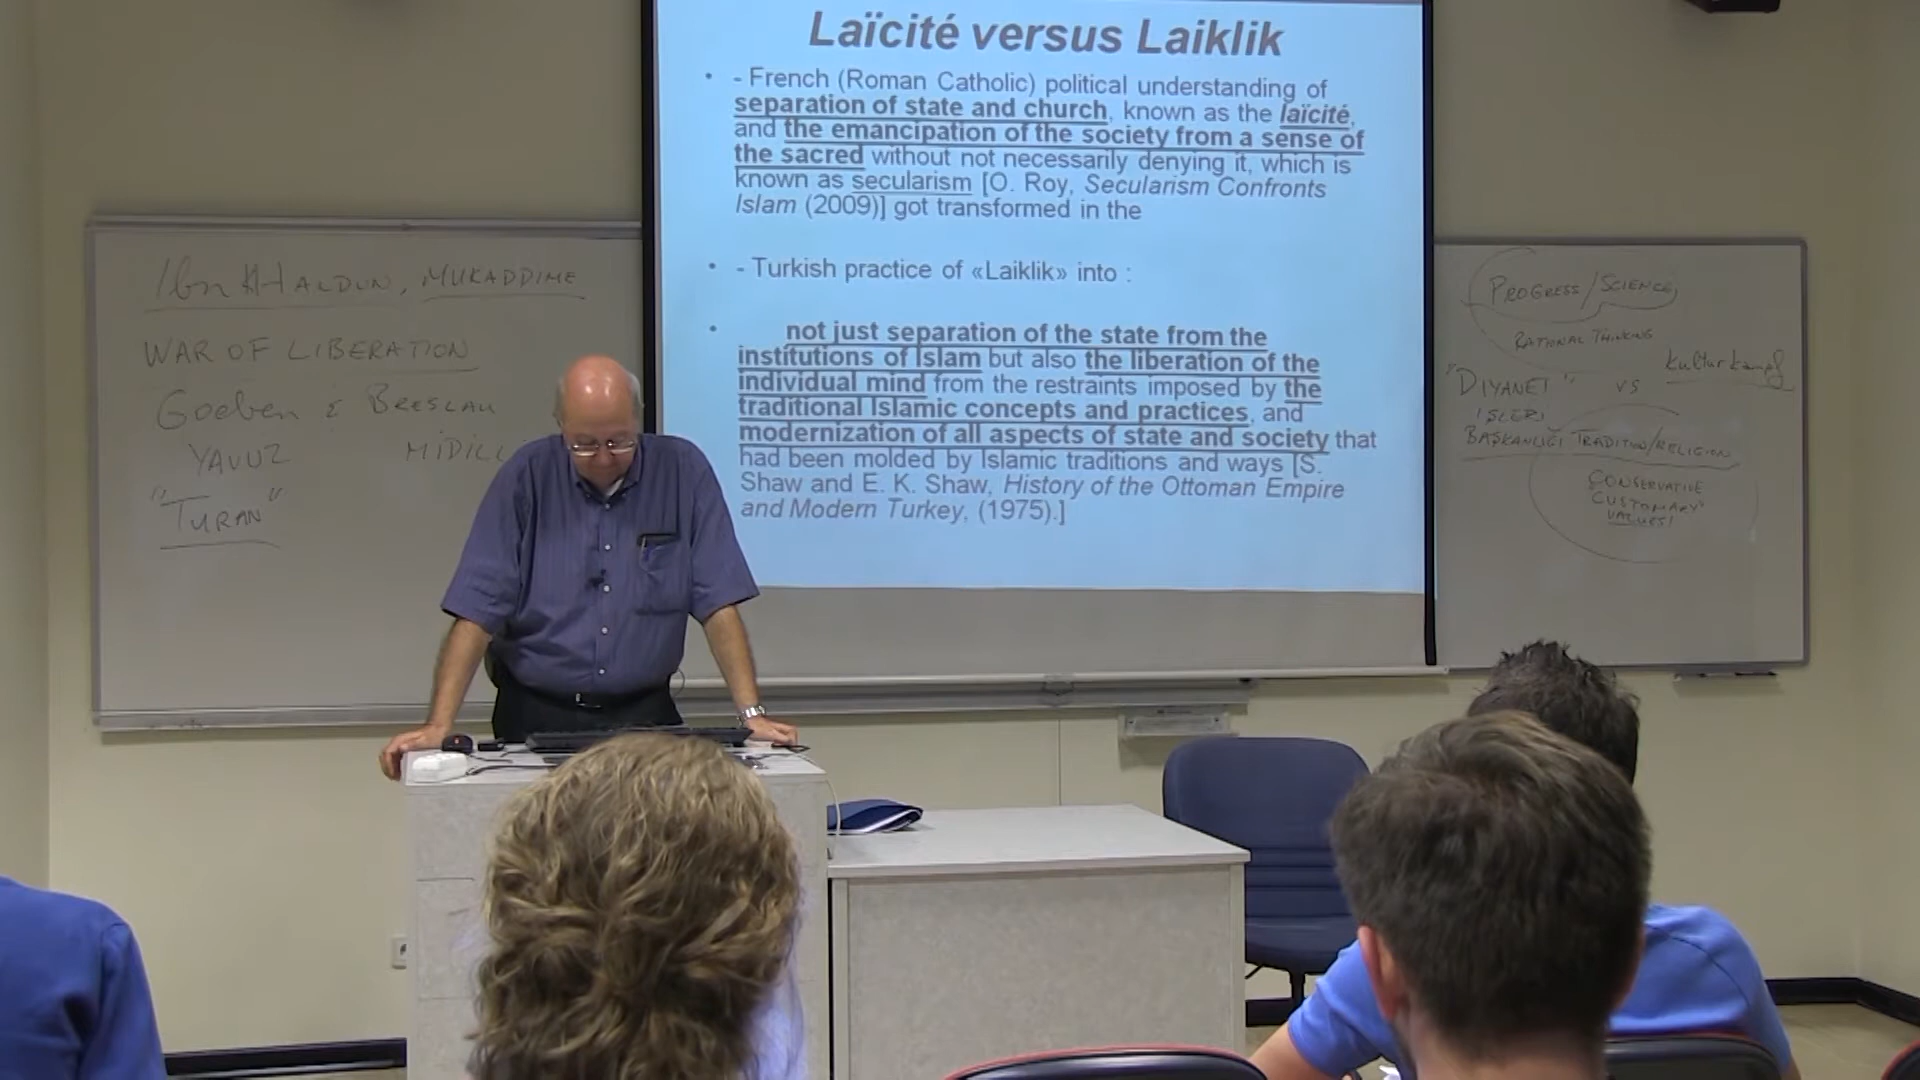 Laïcité versus Laiklik
• - French (Roman Catholic) political understanding of
separation of state and church, known as the laïcité,
and the emancipation of the society from a sense of
the sacred without not necessarily denying it, which is
known as secularism [O. Roy, Secularism Confronts
Islam (2009)] got transformed in the
• - Turkish practice of «Laiklik» into :
• not just separation of the state from the
institutions of Islam but also the liberation of the
individual mind from the restraints imposed by the
traditional Islamic concepts and practices, and
modernization of all aspects of state and society that
had been molded by Islamic traditions and ways [S.
Shaw and E. K. Shaw, History of the Ottoman Empire
and Modern Turkey, (1975).]
Ibn HALDUN, MUKADDIME
WAR OF LIBERATION
Goeben & BRESLAU
YAVUZ MİDİLL
"TURAN"
PROGRESS/SCIENCE
RATIONAL THINKING
kulturkampf
"DIYANET" VS
İŞLERİ
BAŞKANLIĞI TRADITION/RELIGION
CONSERVATIVE
CUSTOMARY
VALUES!